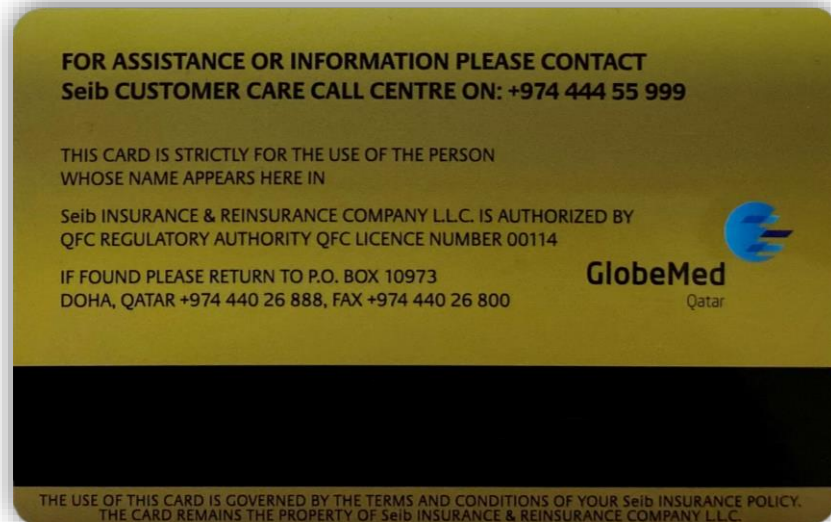 FOR ASSISTANCE OR INFORMATION PLEASE CONTACT
Seib CUSTOMER CARE CALL CENTRE ON: +974 444 55 999
THIS CARD IS STRICTLY FOR THE USE OF THE PERSON
WHOSE NAME APPEARS HERE IN
Seib INSURANCE & REINSURANCE COMPANY L.L.C. IS AUTHORIZED BY
QFC REGULATORY AUTHORITY QFC LICENCE NUMBER 00114
IF FOUND PLEASE RETURN TO P.O. BOX 10973
DOHA, QATAR +974 440 26 888, FAX +974 440 26 800
GlobeMed
Qatar
THE USE OF THIS CARD IS GOVERNED BY THE TERMS AND CONDITIONS OF YOUR Seib INSURANCE POLICY.
THE CARD REMAINS THE PROPERTY OF Seib INSURANCE & REINSURANCE COMPANY L.L.C.